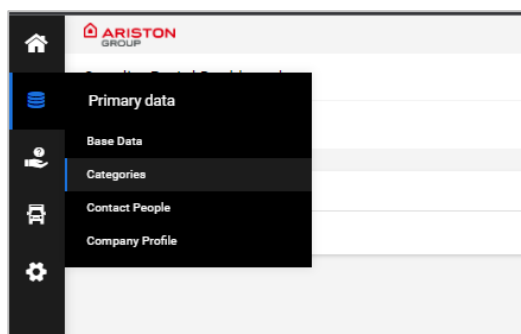 ARISTON
GROUP
Primary data
Base Data
Categories
Contact People
Company Profile